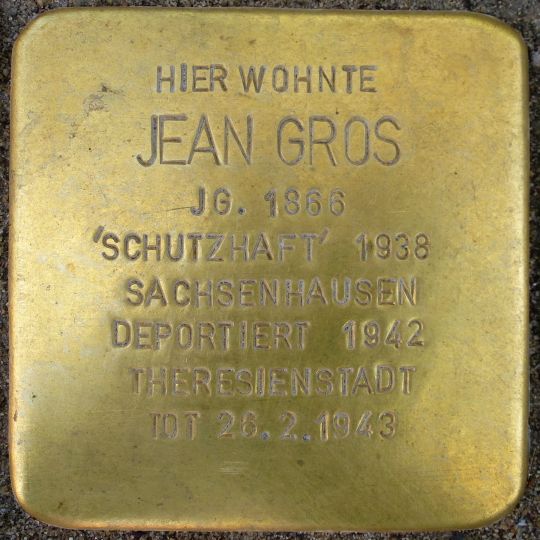 HIER WOHNTE
JEAN GROS
JG. 1866
'SCHUTZHAFT' 1938
SACHSENHAUSEN
DEPORTIERT 1942
THERESIENSTADT
TOT 26.2.1943